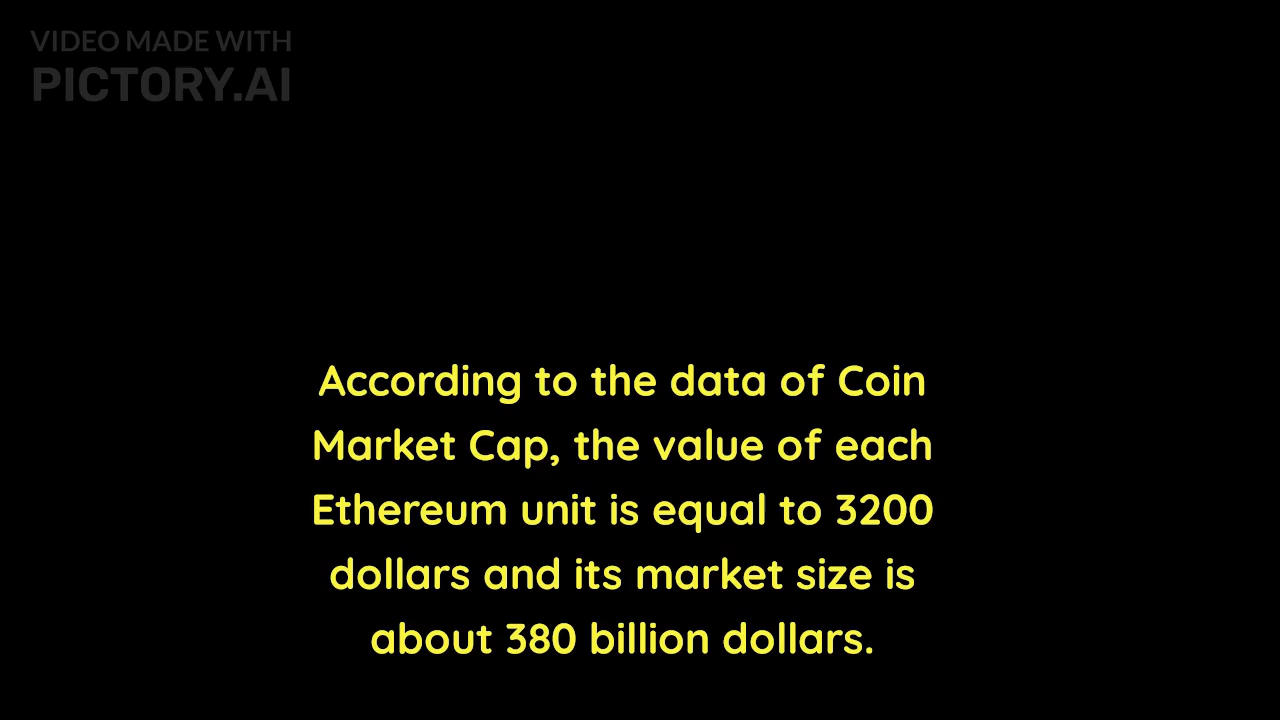 VIDEO MADE WITH
PICTORY.AI
According to the data of Coin
Market Cap, the value of each
Ethereum unit is equal to 3200
dollars and its market size is
about 380 billion dollars.